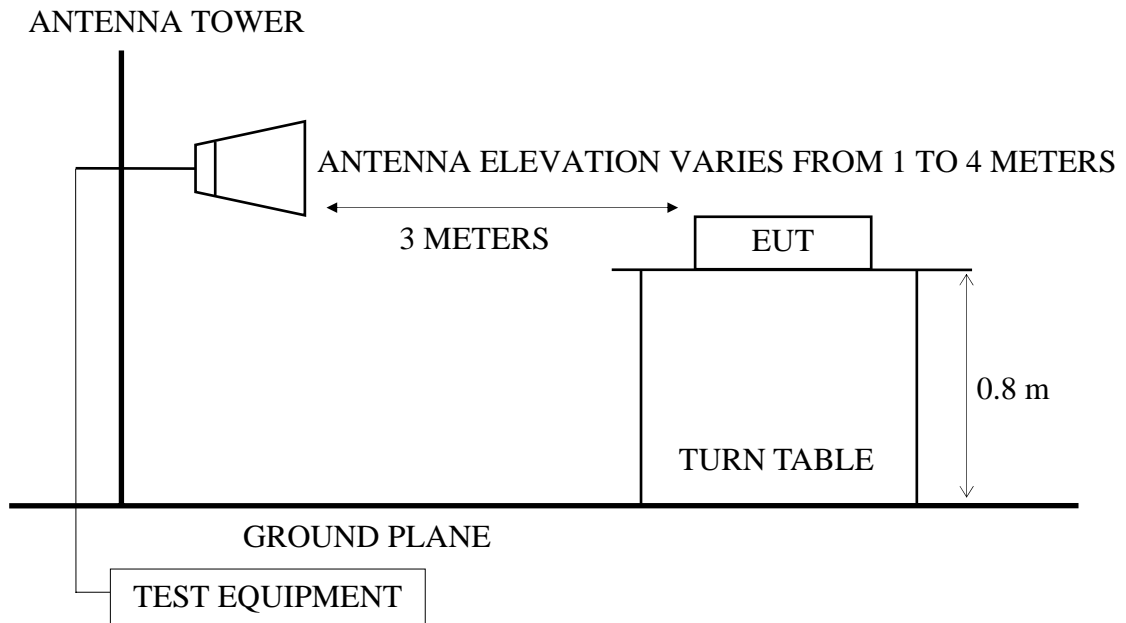 ANTENNA TOWER
ANTENNA ELEVATION VARIES FROM 1 TO 4 METERS
3 METERS
EUT
0.8 m
TURN TABLE
GROUND PLANE
TEST EQUIPMENT